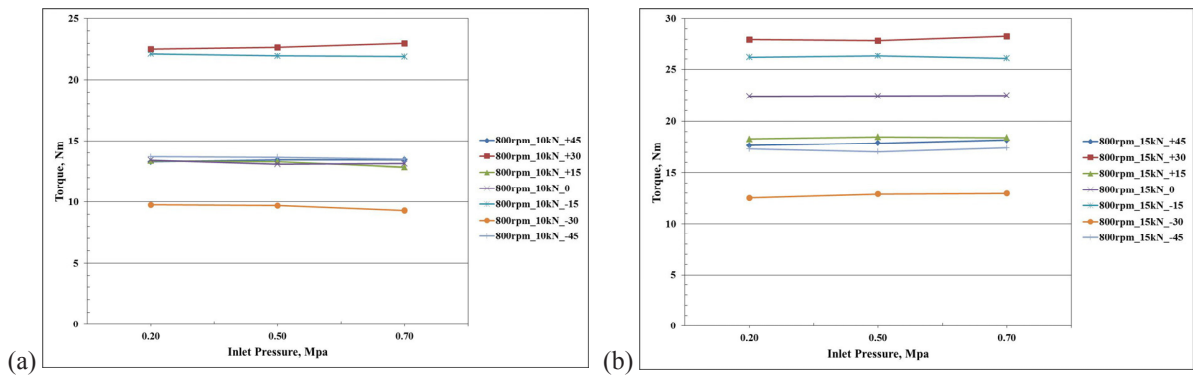 25
20
15
10
5
0
Torque, Nm
0.20 0.50 0.70
Inlet Pressure, Mpa
800rpm_10kN_+45
800rpm_10kN_+30
800rpm_10kN_+15
800rpm_10kN_0
800rpm_10kN_-15
800rpm_10kN_-30
800rpm_10kN_-45
(a)
30
25
20
15
10
5
0
Torque, Nm
0.20 0.50 0.70
Inlet Pressure, Mpa
800rpm_15kN_+45
800rpm_15kN_+30
800rpm_15kN_+15
800rpm_15kN_0
800rpm_15kN_-15
800rpm_15kN_-30
800rpm_15kN_-45
(b)